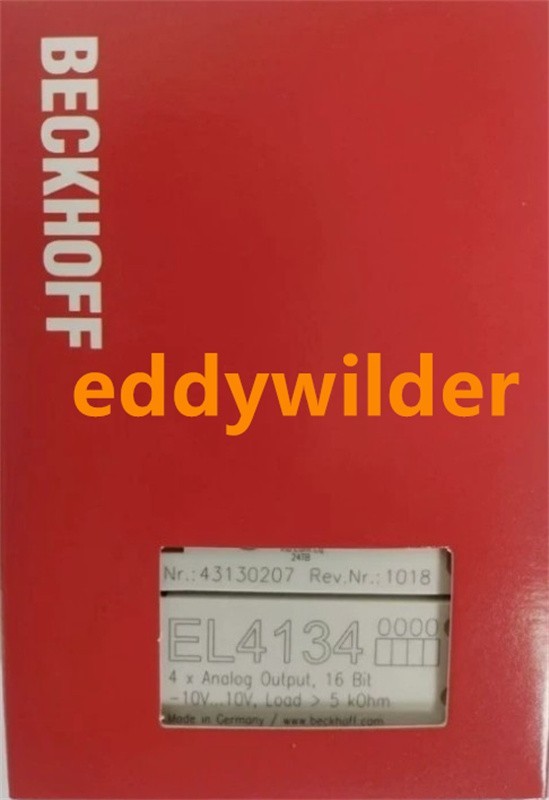 BECKHOFF
eddywilder
24TB
Nr.: 43130207 Rev.Nr.: 1018
EL4134 0000
4 x Analog Output, 16 Bit
-10V...10V, Load > 5 kOhm
Made in Germany / www.beckhoff.com